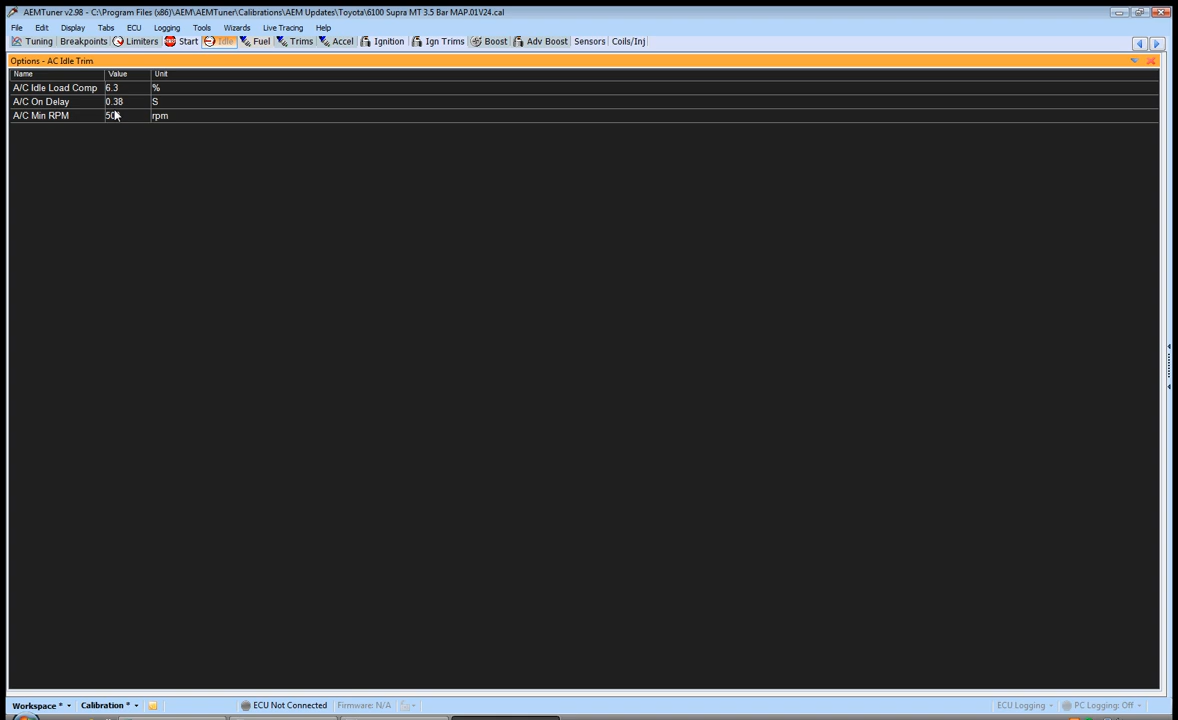 AEMTuner v2.98 - C:\Program Files (x86)\AEM\AEMTuner\Calibrations\AEM Updates\Toyota\6100 Supra MT 3.5 Bar MAP.01V24.cal
File Edit Display Tabs ECU Logging Tools Wizards Live Tracing Help
Tuning Breakpoints Limiters Start Idle Fuel Trims Accel Ignition Ign Trims Boost Adv Boost Sensors Coils/Inj
Options - AC Idle Trim
Name Value Unit
A/C Idle Load Comp 6.3 %
A/C On Delay 0.38 S
A/C Min RPM rpm
Workspace * Calibration * ECU Not Connected Firmware: N/A ECU Logging PC Logging: Off